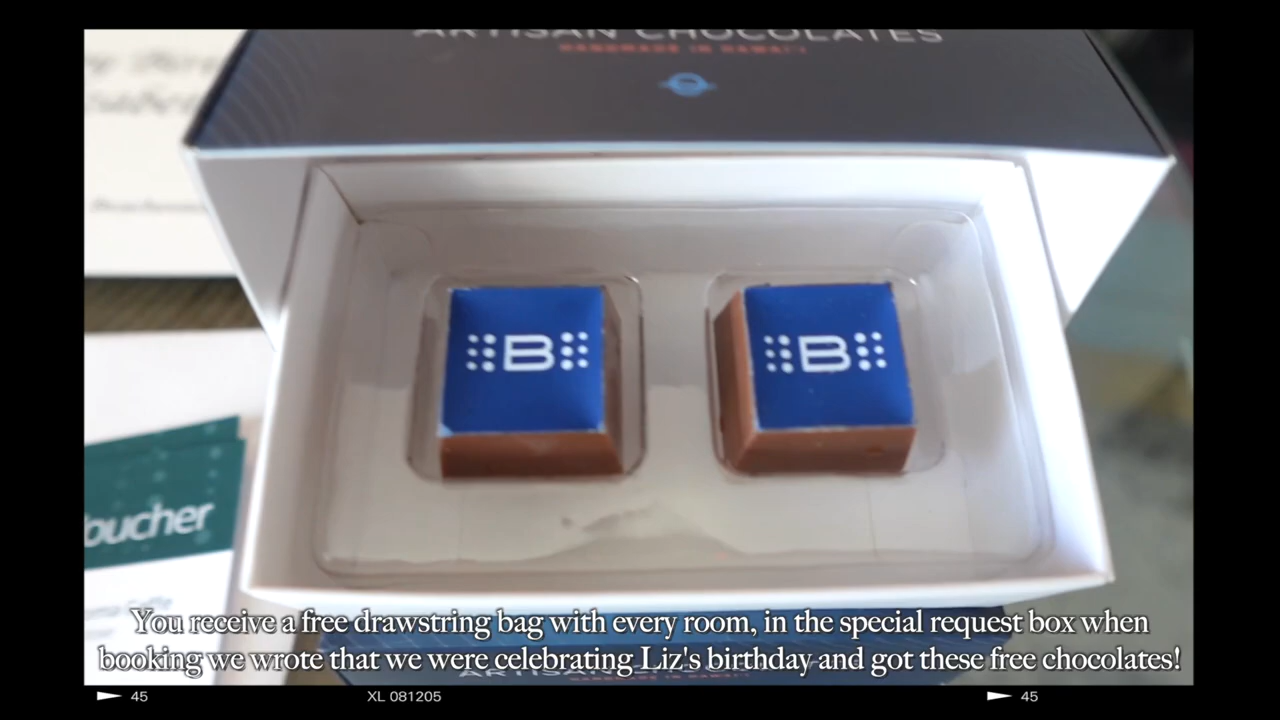 ARTISAN CHOCOLATES
HANDMADE IN HAWAI'I
B
B
oucher
You receive a free drawstring bag with every room, in the special request box when
booking we wrote that we were celebrating Liz's birthday and got these free chocolates!
45
XL 081205
45